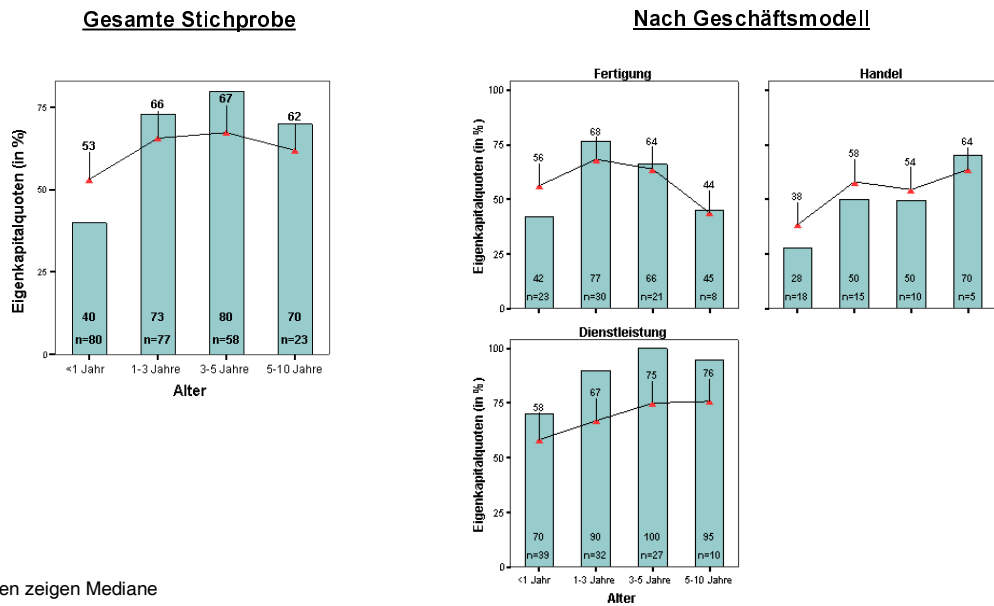 Gesamte Stichprobe
Eigenkapitalquoten (in %)
75
50
25
0
53
66
67
62
40
73
80
70
n=80
n=77
n=58
n=23
<1 Jahr
1-3 Jahre
3-5 Jahre
5-10 Jahre
Alter
Nach Geschäftsmodell
Fertigung
Eigenkapitalquoten (in %)
100
75
50
25
0
56
68
64
44
42
77
66
45
n=23
n=30
n=21
n=8
Handel
38
58
54
64
28
50
50
70
n=18
n=15
n=10
n=5
Dienstleistung
Eigenkapitalquoten (in %)
100
75
50
25
0
58
67
75
76
70
90
100
95
n=39
n=32
n=27
n=10
<1 Jahr
1-3 Jahre
3-5 Jahre
5-10 Jahre
Alter
en zeigen Mediane